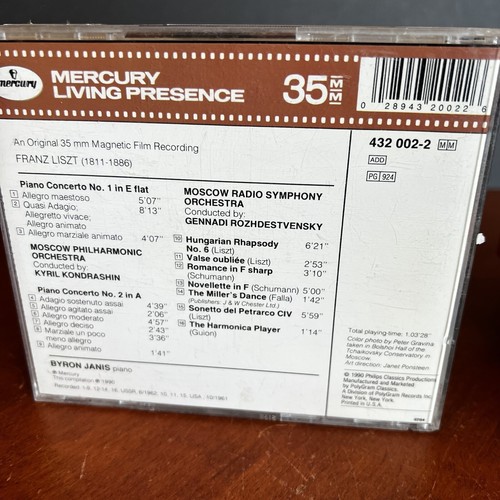 mercury
MERCURY
LIVING PRESENCE
35 MM
0 28943 20022 6
An Original 35 mm Magnetic Film Recording
FRANZ LISZT (1811-1886)
432 002-2 MM
ADD
PG 924
Piano Concerto No. 1 in E flat
1 Allegro maestoso 5'07"
2 Quasi Adagio; 8'13"
Allegretto vivace;
Allegro animato
3 Allegro marziale animato 4'07"
MOSCOW PHILHARMONIC
ORCHESTRA
Conducted by:
KYRIL KONDRASHIN
Piano Concerto No. 2 in A
4 Adagio sostenuto assai 4'39"
5 Allegro agitato assai 2'06"
6 Allegro moderato 4'57"
7 Allegro deciso 2'43"
8 Marziale un poco 3'36"
meno allegro
9 Allegro animato 1'41"
BYRON JANIS piano
MOSCOW RADIO SYMPHONY
ORCHESTRA
Conducted by:
GENNADI ROZHDESTVENSKY
10 Hungarian Rhapsody 6'21"
No. 6 (Liszt)
11 Valse oubliée (Liszt) 2'53"
12 Romance in F sharp 3'10"
(Schumann)
13 Novellette in F (Schumann) 5'00"
14 The Miller's Dance (Falla) 1'42"
(Publishers: J & W Chester Ltd.)
15 Sonetto del Petrarco CIV 5'59"
(Liszt)
16 The Harmonica Player 1'14"
(Guion)
℗ Mercury
This compilation ℗ 1990
Total playing-time: 1.03'28"
Color photo by Peter Gravina
taken in Bolshoi Hall of the
Tchaikovsky Conservatory in
Moscow.
Art direction: Janet Ponizeen
© 1990 Philips Classics Productions
Manufactured and Marketed
by PolyGram Classics.
A Division of PolyGram Records Inc.
New York, New York.
Printed in U.S.A.